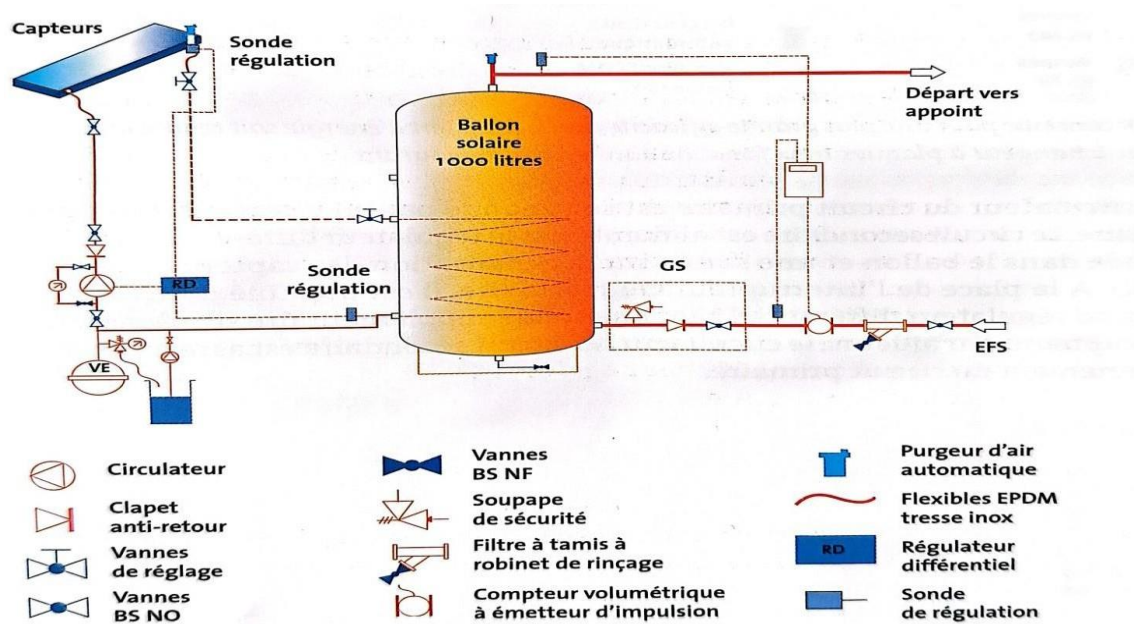 Capteurs
Sonde
régulation
Départ vers
appoint
Ballon
solaire
1000 litres
RD
Sonde
régulation
GS
EFS
VE
Circulateur
Clapet
anti-retour
Vannes
de réglage
Vannes
BS NO
Vannes
BS NF
Soupape
de sécurité
Filtre à tamis à
robinet de rinçage
Compteur volumétrique
à émetteur d'impulsion
Purgeur d'air
automatique
Flexibles EPDM
tresse inox
RD
Régulateur
différentiel
Sonde
de régulation